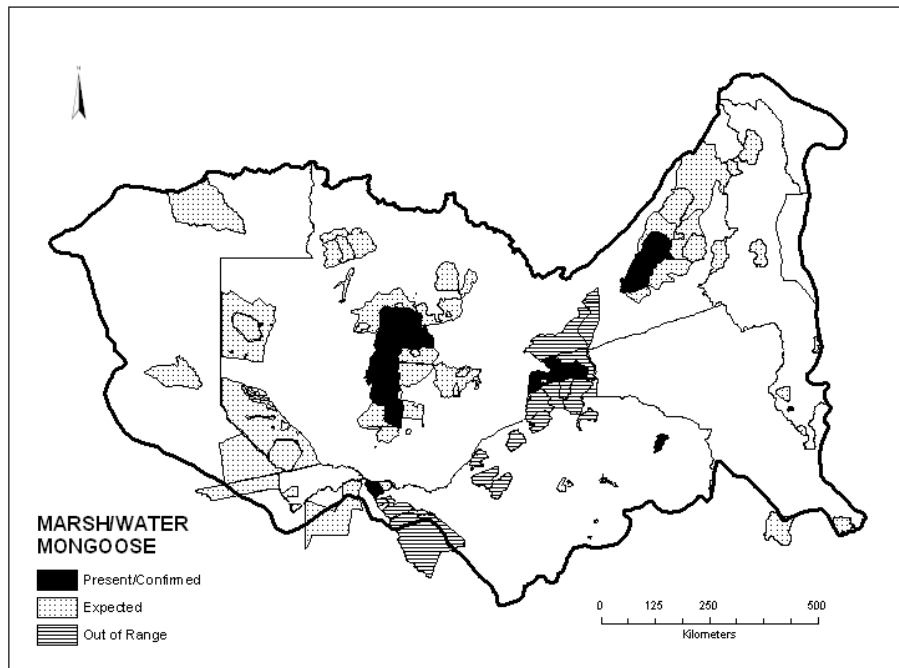 N
MARSH/WATER
MONGOOSE
Present/Confirmed
Expected
Out of Range
0 125 250 500
Kilometers